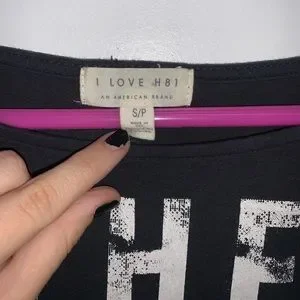 I LOVE H81
AN AMERICAN BRAND
S/P
HE